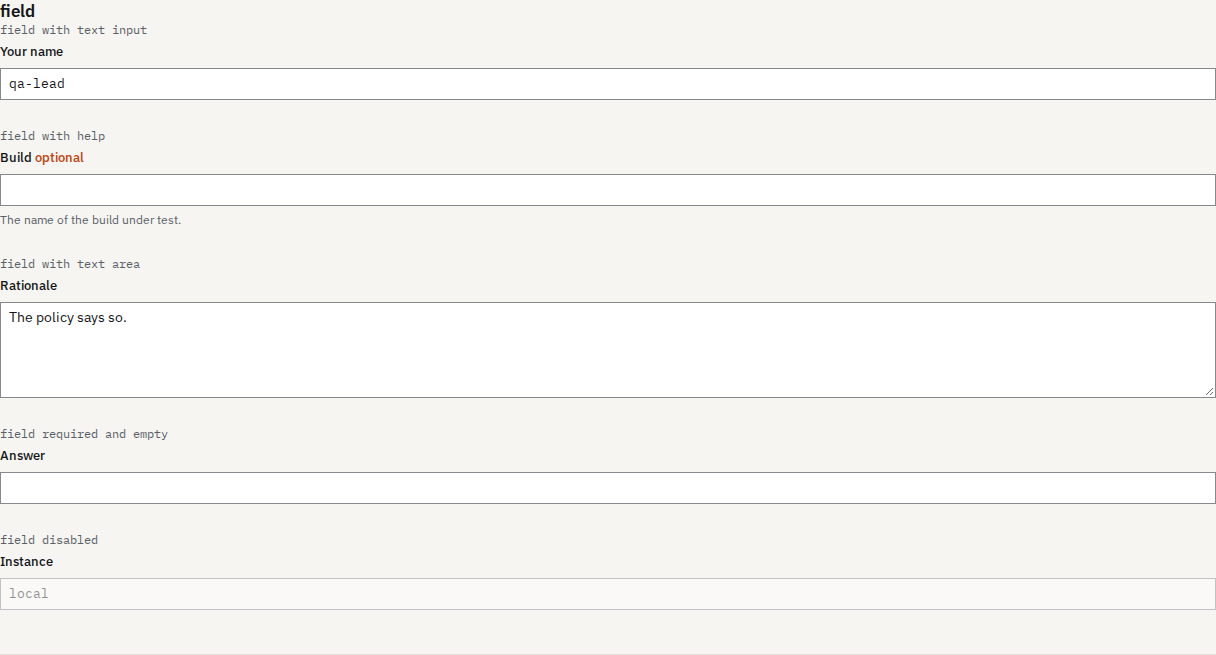 field
field with text input
Your name
qa-lead
field with help
Build optional
The name of the build under test.
field with text area
Rationale
The policy says so.
field required and empty
Answer
field disabled
Instance
local